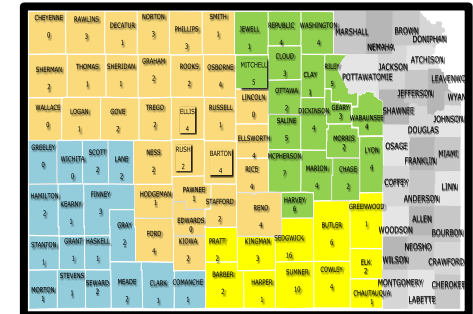 CHEYENNE RAWLINS DECATUR NORTON PHILLIPS SMITH JEWELL REPUBLIC WASHINGTON MARSHALL NEMAHA BROWN DONIPHAN
0 3 1 3 3 1 1 4 4
SHERMAN THOMAS SHERIDAN GRAHAM ROOKS OSBORNE MITCHELL CLOUD CLAY RILEY POTTAWATOMIE JACKSON ATCHISON
2 1 1 2 2 4 5 3 1 5
LINCOLN OTTAWA JEFFERSON LEAVENWO
0 2
WALLACE LOGAN GOVE TREGO ELLIS RUSSELL SALINE DICKINSON GEARY WABAUNSEE SHAWNEE WYAN
0 1 2 2 4 1 5 4 3 4
DOUGLAS JOHNSON
GREELEY WICHITA SCOTT LANE NESS RUSH BARTON ELLSWORTH MCPHERSON MORRIS LYON OSAGE FRANKLIN MIAMI
0 0 2 2 2 2 4 4 7 2 4
RICE MARION CHASE COFFEY ANDERSON LINN
4 4 2
HAMILTON KEARNY FINNEY HODGEMAN PAWNEE STAFFORD RENO HARVEY GREENWOOD
2 1 3 1 1 2 4 6 1
GRAY FORD EDWARDS BUTLER WOODSON ALLEN BOURBON
2 4 0 6
STANTON GRANT HASKELL KIOWA PRATT KINGMAN SEDGWICK ELK WILSON NEOSHO CRAWFORD
1 1 1 2 2 3 16 2
MORTON STEVENS SEWARD MEADE CLARK COMANCHE BARBER HARPER SUMNER COWLEY CHAUTAUQUA MONTGOMERY LABETTE CHEROKEE
1 1 2 2 1 1 2 1 10 4 1